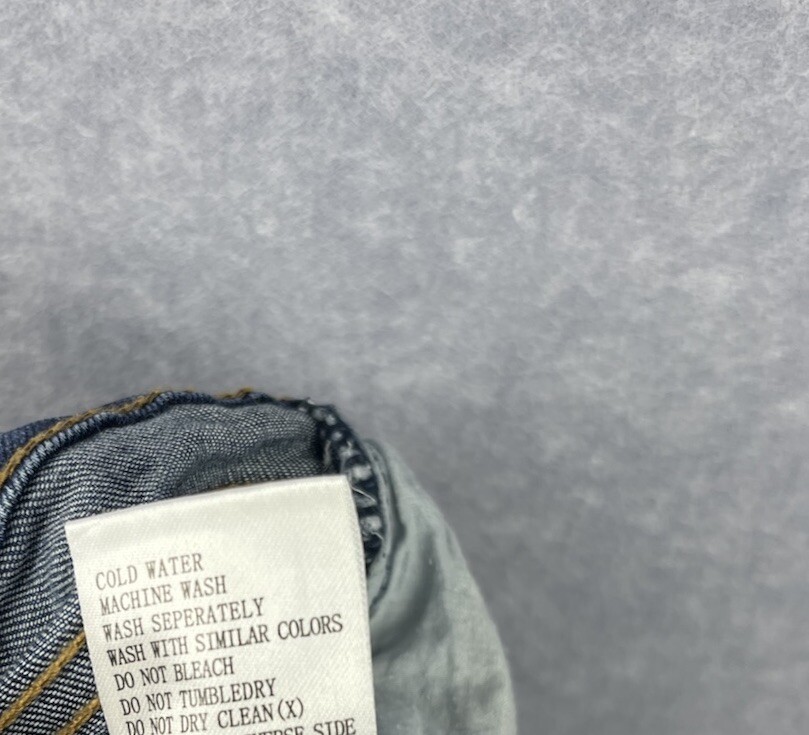 COLD WATER
MACHINE WASH
WASH SEPERATELY
WASH WITH SIMILAR COLORS
DO NOT BLEACH
DO NOT TUMBLEDRY
DO NOT DRY CLEAN(X)
SIDE